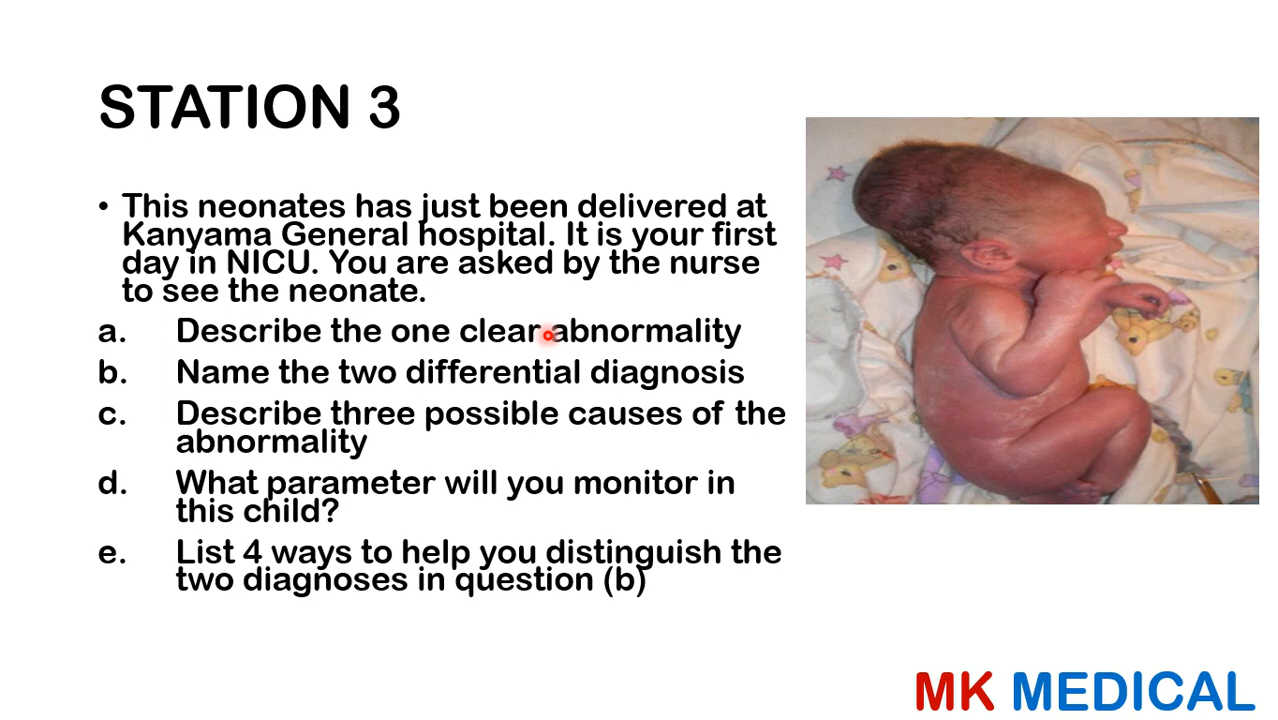 STATION 3
• This neonates has just been delivered at
Kanyama General hospital. It is your first
day in NICU. You are asked by the nurse
to see the neonate.
a. Describe the one clear abnormality
b. Name the two differential diagnosis
c. Describe three possible causes of the
abnormality
d. What parameter will you monitor in
this child?
e. List 4 ways to help you distinguish the
two diagnoses in question (b)
MK MEDICAL